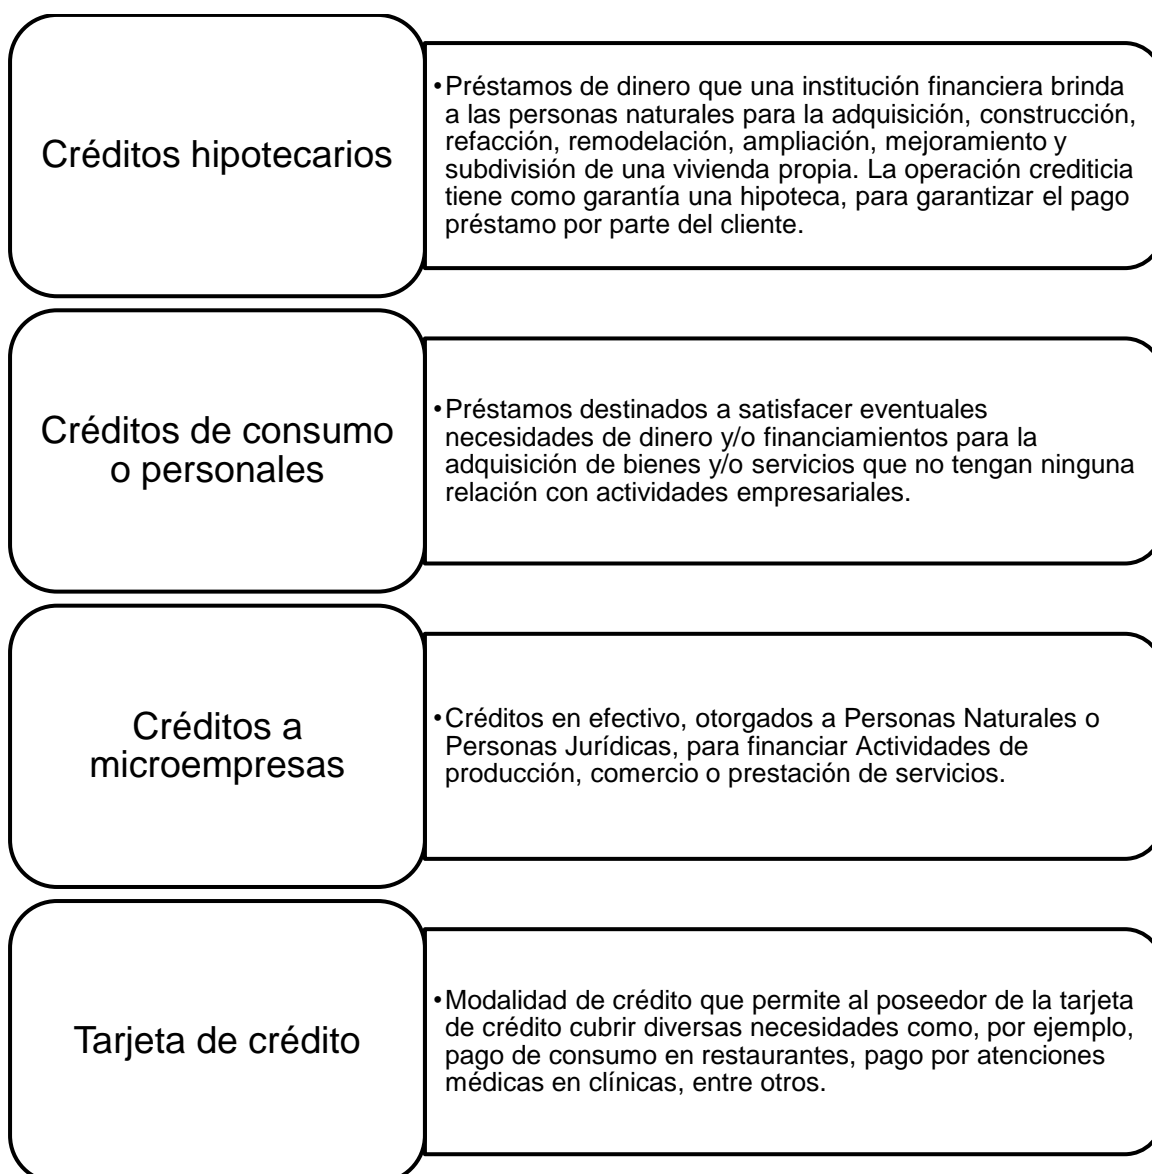 Créditos hipotecarios
•Préstamos de dinero que una institución financiera brinda
a las personas naturales para la adquisición, construcción,
refacción, remodelación, ampliación, mejoramiento y
subdivisión de una vivienda propia. La operación crediticia
tiene como garantía una hipoteca, para garantizar el pago
préstamo por parte del cliente.
Créditos de consumo
o personales
•Préstamos destinados a satisfacer eventuales
necesidades de dinero y/o financiamientos para la
adquisición de bienes y/o servicios que no tengan ninguna
relación con actividades empresariales.
Créditos a
microempresas
•Créditos en efectivo, otorgados a Personas Naturales o
Personas Jurídicas, para financiar Actividades de
producción, comercio o prestación de servicios.
Tarjeta de crédito
•Modalidad de crédito que permite al poseedor de la tarjeta
de crédito cubrir diversas necesidades como, por ejemplo,
pago de consumo en restaurantes, pago por atenciones
médicas en clínicas, entre otros.